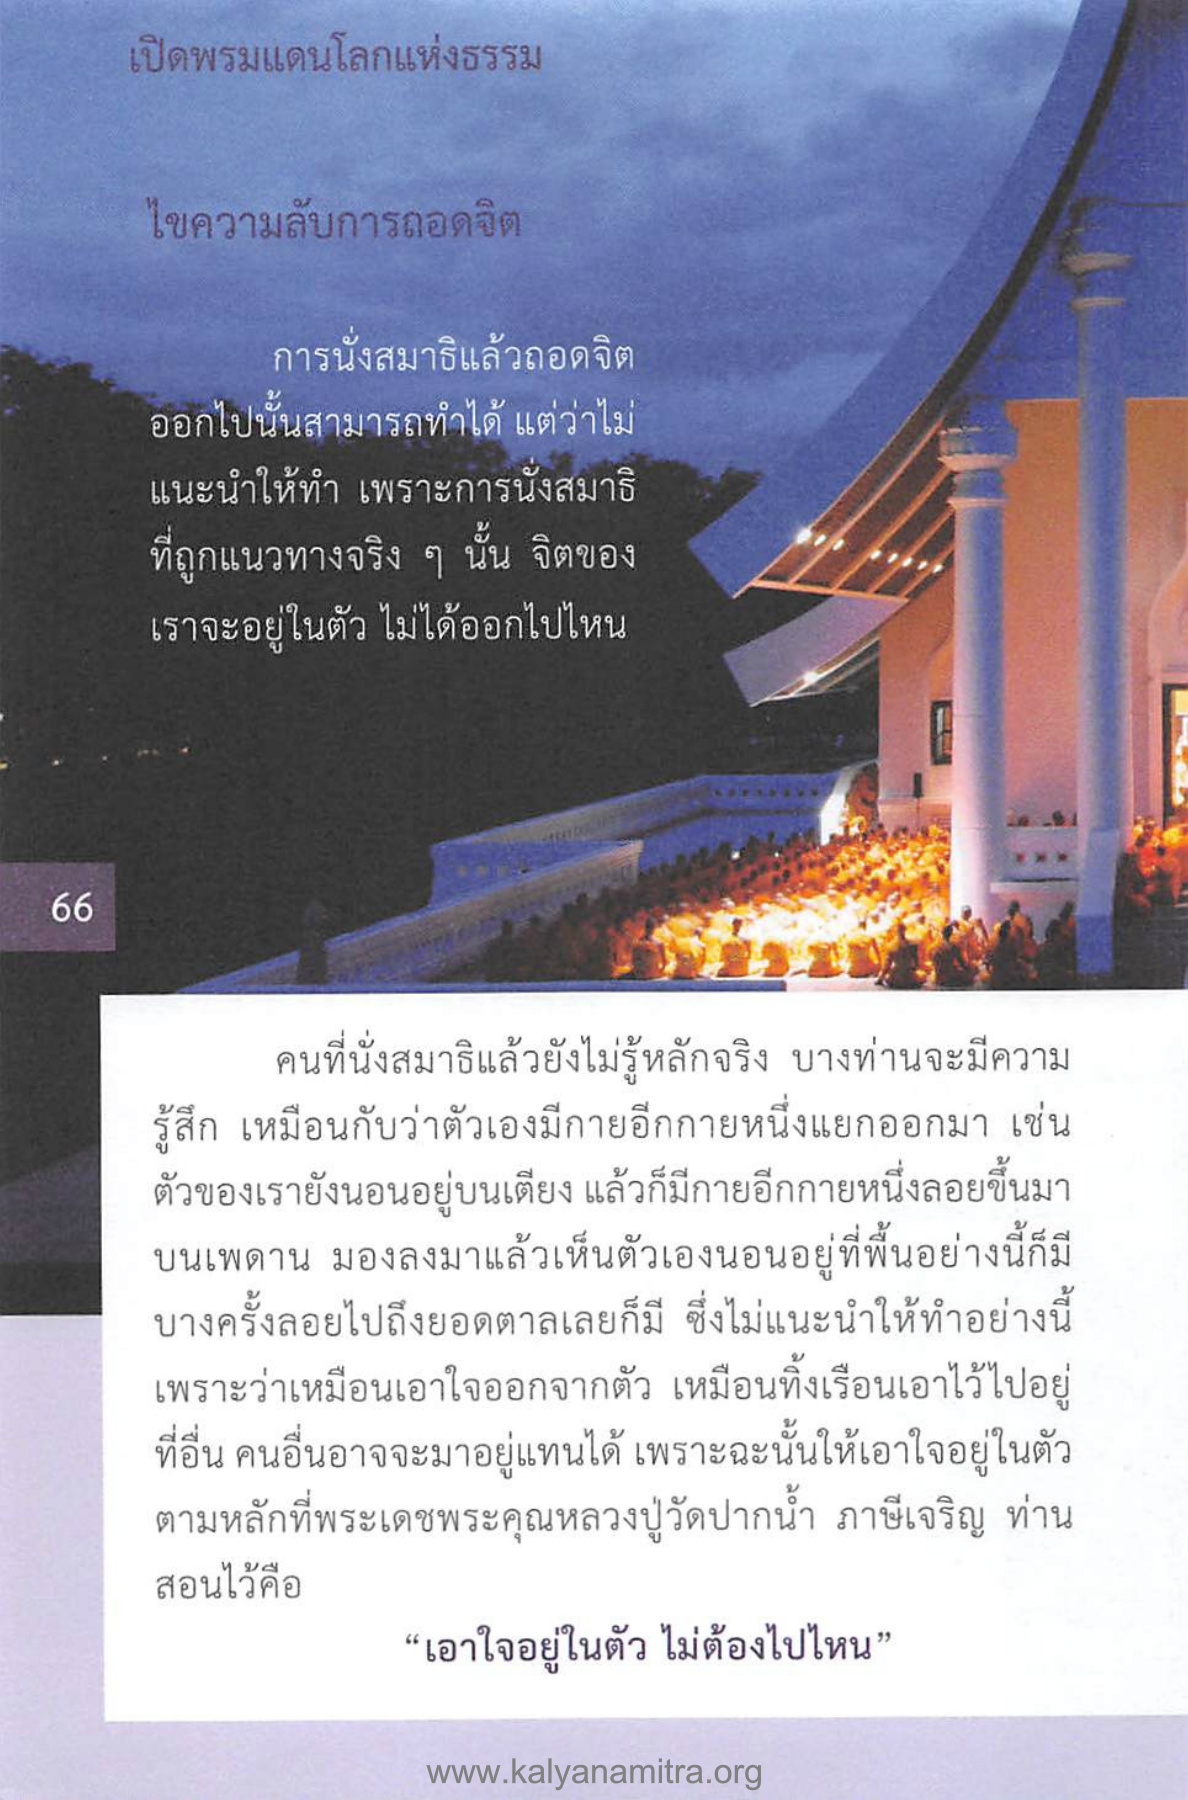 เปิดพรมแดนโลกแห่งธรรม
ไขความลับการถอดจิต
การนั่งสมาธิแล้วถอดจิต
ออกไปนั้นสามารถทำได้ แต่ว่าไม่
แนะนำให้ทำ เพราะการนั่งสมาธิ
ที่ถูกแนวทางจริง ๆ นั้น จิตของ
เราจะอยู่ในตัว ไม่ได้ออกไปไหน
66
คนที่นั่งสมาธิแล้วยังไม่รู้หลักจริง บางท่านจะมีความ
รู้สึก เหมือนกับว่าตัวเองมีกายอีกกายหนึ่งแยกออกมา เช่น
ตัวของเรายังนอนอยู่บนเตียง แล้วก็มีกายอีกกายหนึ่งลอยขึ้นมา
บนเพดาน มองลงมาแล้วเห็นตัวเองนอนอยู่ที่พื้นอย่างนี้ก็มี
บางครั้งลอยไปถึงยอดตาลเลยก็มี ซึ่งไม่แนะนำให้ทำอย่างนี้
เพราะว่าเหมือนเอาใจออกจากตัว เหมือนทิ้งเรือนเอาไว้ไปอยู่
ที่อื่น คนอื่นอาจจะมาอยู่แทนได้ เพราะฉะนั้นให้เอาใจอยู่ในตัว
ตามหลักที่พระเดชพระคุณหลวงปู่วัดปากน้ำ ภาษีเจริญ ท่าน
สอนไว้คือ
“เอาใจอยู่ในตัว ไม่ต้องไปไหน”
www.kalyanamitra.org